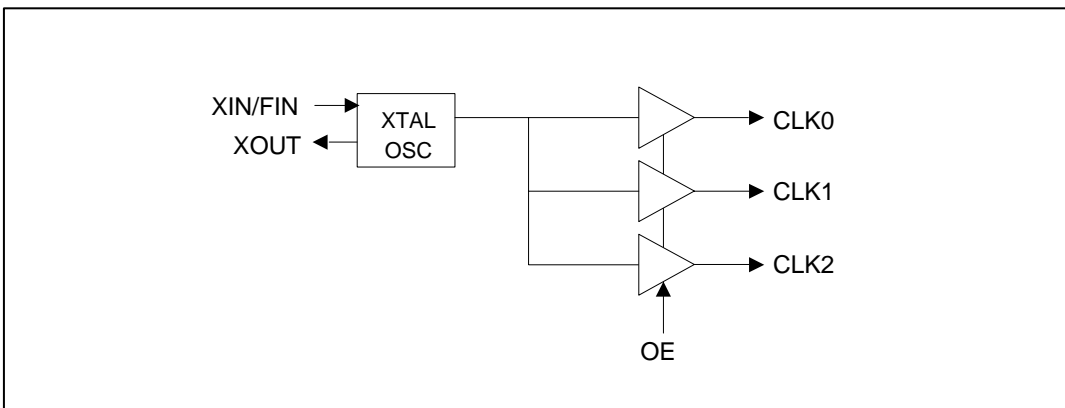 XIN/FIN
XOUT
XTAL
OSC
CLK0
CLK1
CLK2
OE